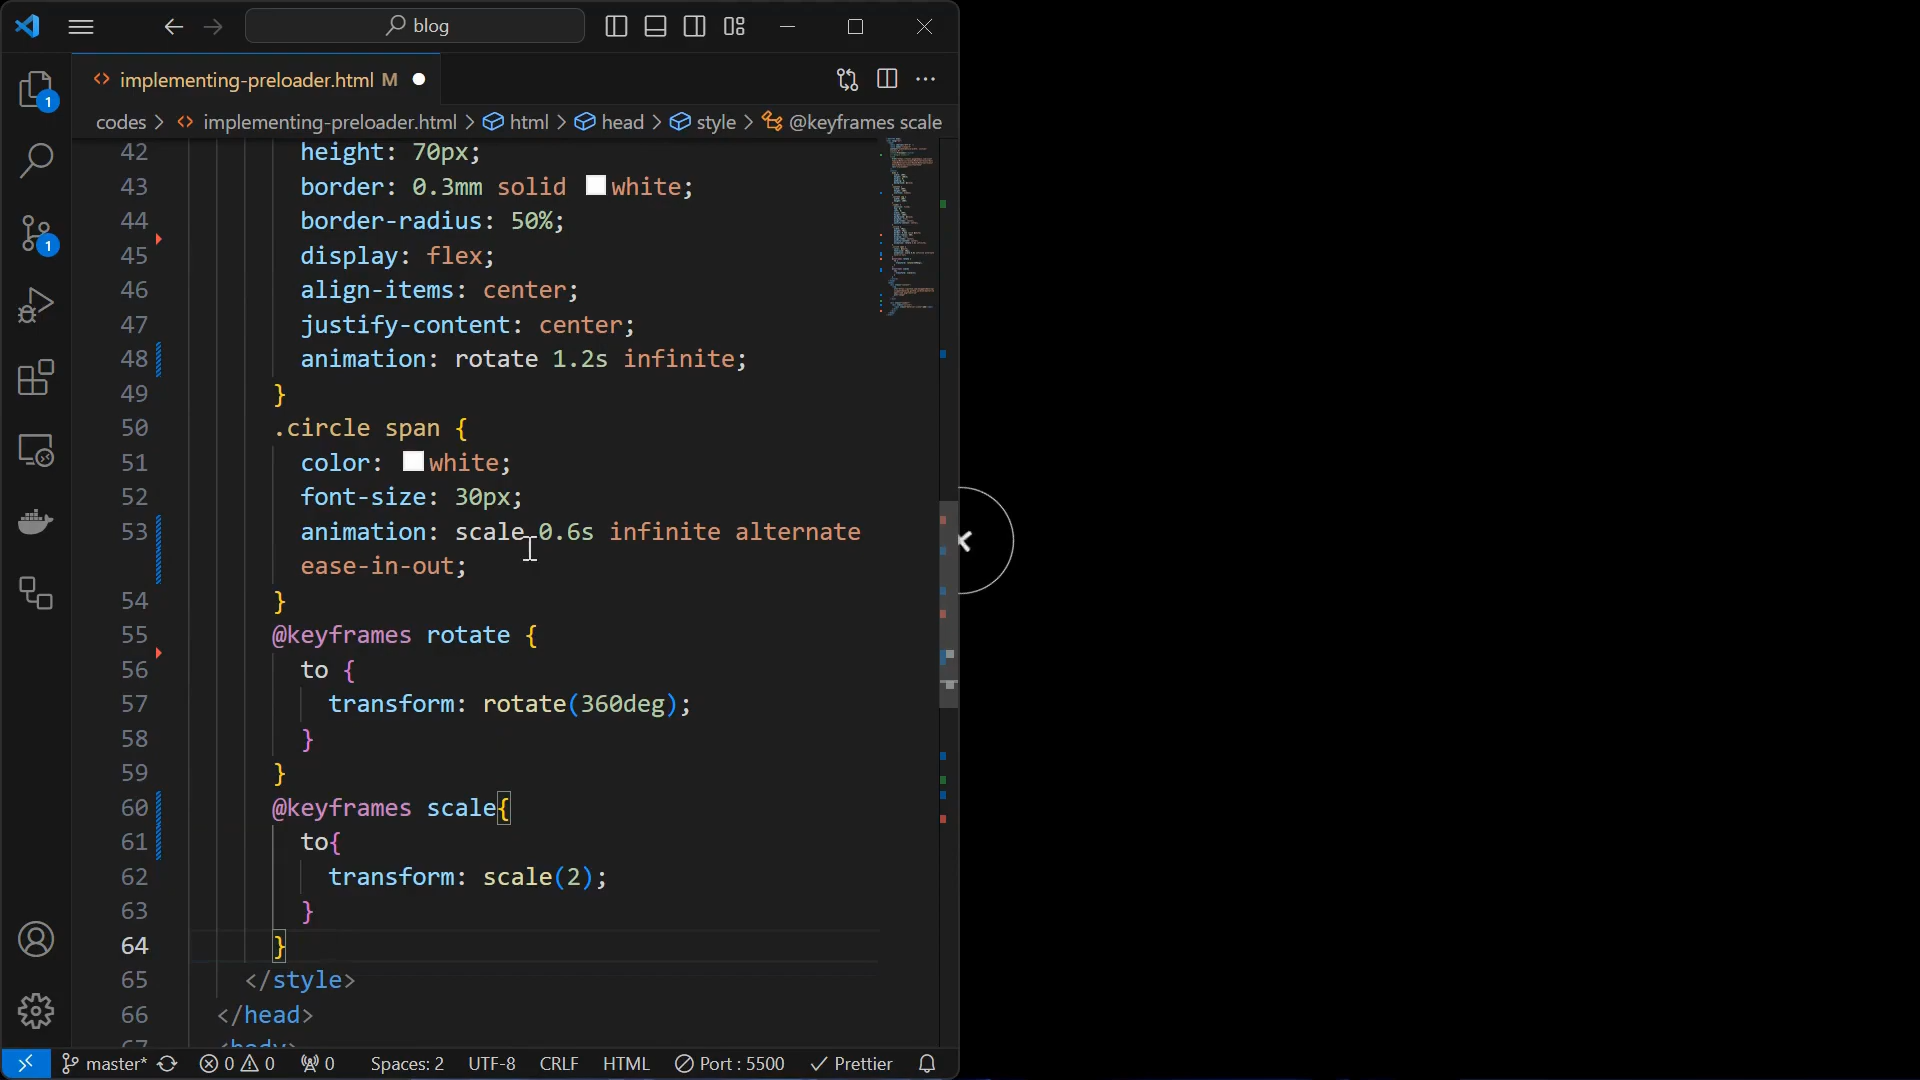 blog
implementing-preloader.html M
codes > implementing-preloader.html > html > head > style > @keyframes scale
42 height: 70px;
43 border: 0.3mm solid white;
44 border-radius: 50%;
45 display: flex;
46 align-items: center;
47 justify-content: center;
48 animation: rotate 1.2s infinite;
49 }
50 .circle span {
51 color: white;
52 font-size: 30px;
53 animation: scale 0.6s infinite alternate
ease-in-out;
54 }
55 @keyframes rotate {
56 to {
57 transform: rotate(360deg);
58 }
59 }
60 @keyframes scale{
61 to{
62 transform: scale(2);
63 }
64 }
65 </style>
66 </head>
67 <body>
1
1
master* 0 0 0 Spaces: 2 UTF-8 CRLF HTML Port : 5500 Prettier